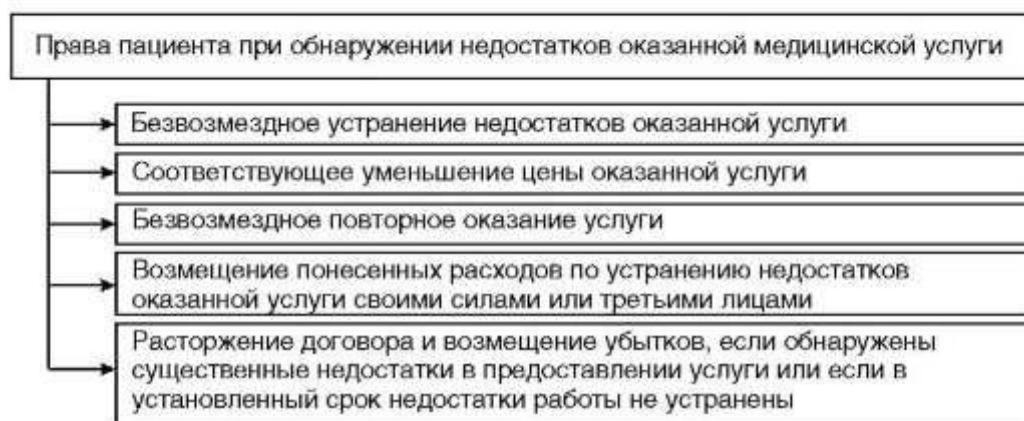 Права пациента при обнаружении недостатков оказанной медицинской услуги
Безвозмездное устранение недостатков оказанной услуги
Соответствующее уменьшение цены оказанной услуги
Безвозмездное повторное оказание услуги
Возмещение понесенных расходов по устранению недостатков
оказанной услуги своими силами или третьими лицами
Расторжение договора и возмещение убытков, если обнаружены
существенные недостатки в предоставлении услуги или если в
установленный срок недостатки работы не устранены